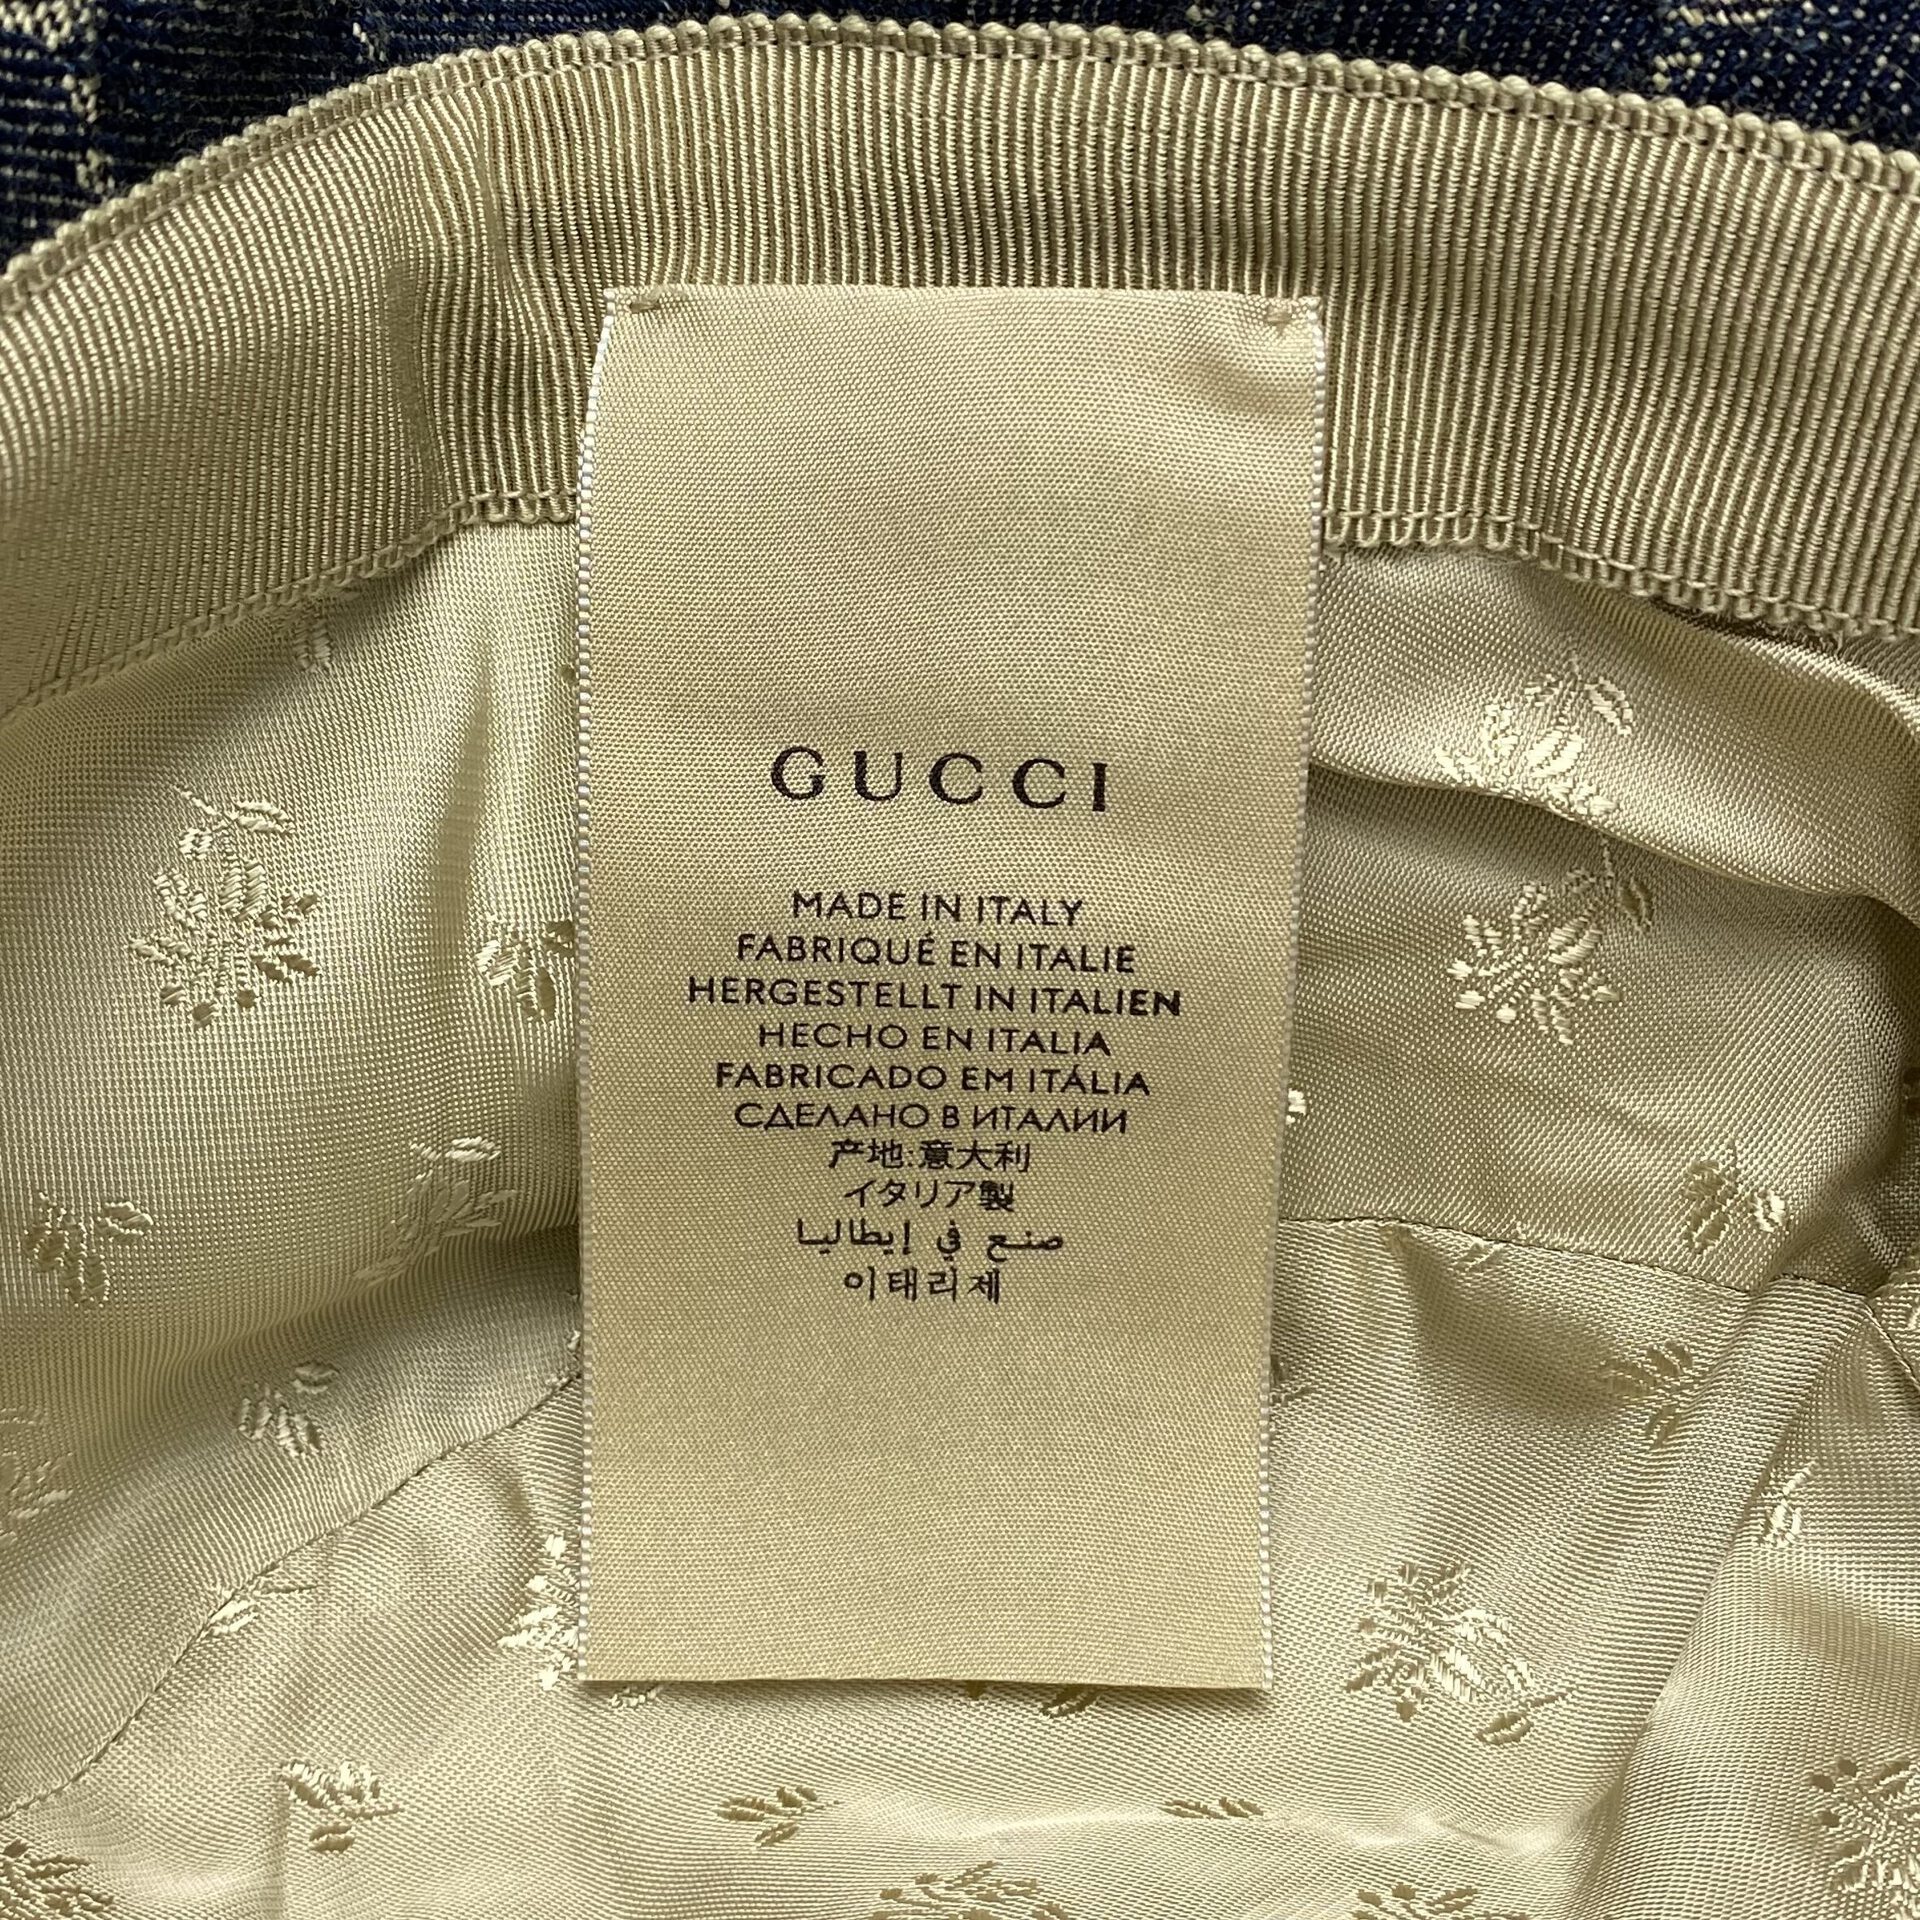 GUCCI
MADE IN ITALY
FABRIQUÉ EN ITALIE
HERGESTELLT IN ITALIEN
HECHO EN ITALIA
FABRICADO EM ITÁLIA
СДЕЛАНО В ИТАЛИИ
产地:意大利
イタリア製
صنع في إيطاليا
이태리제